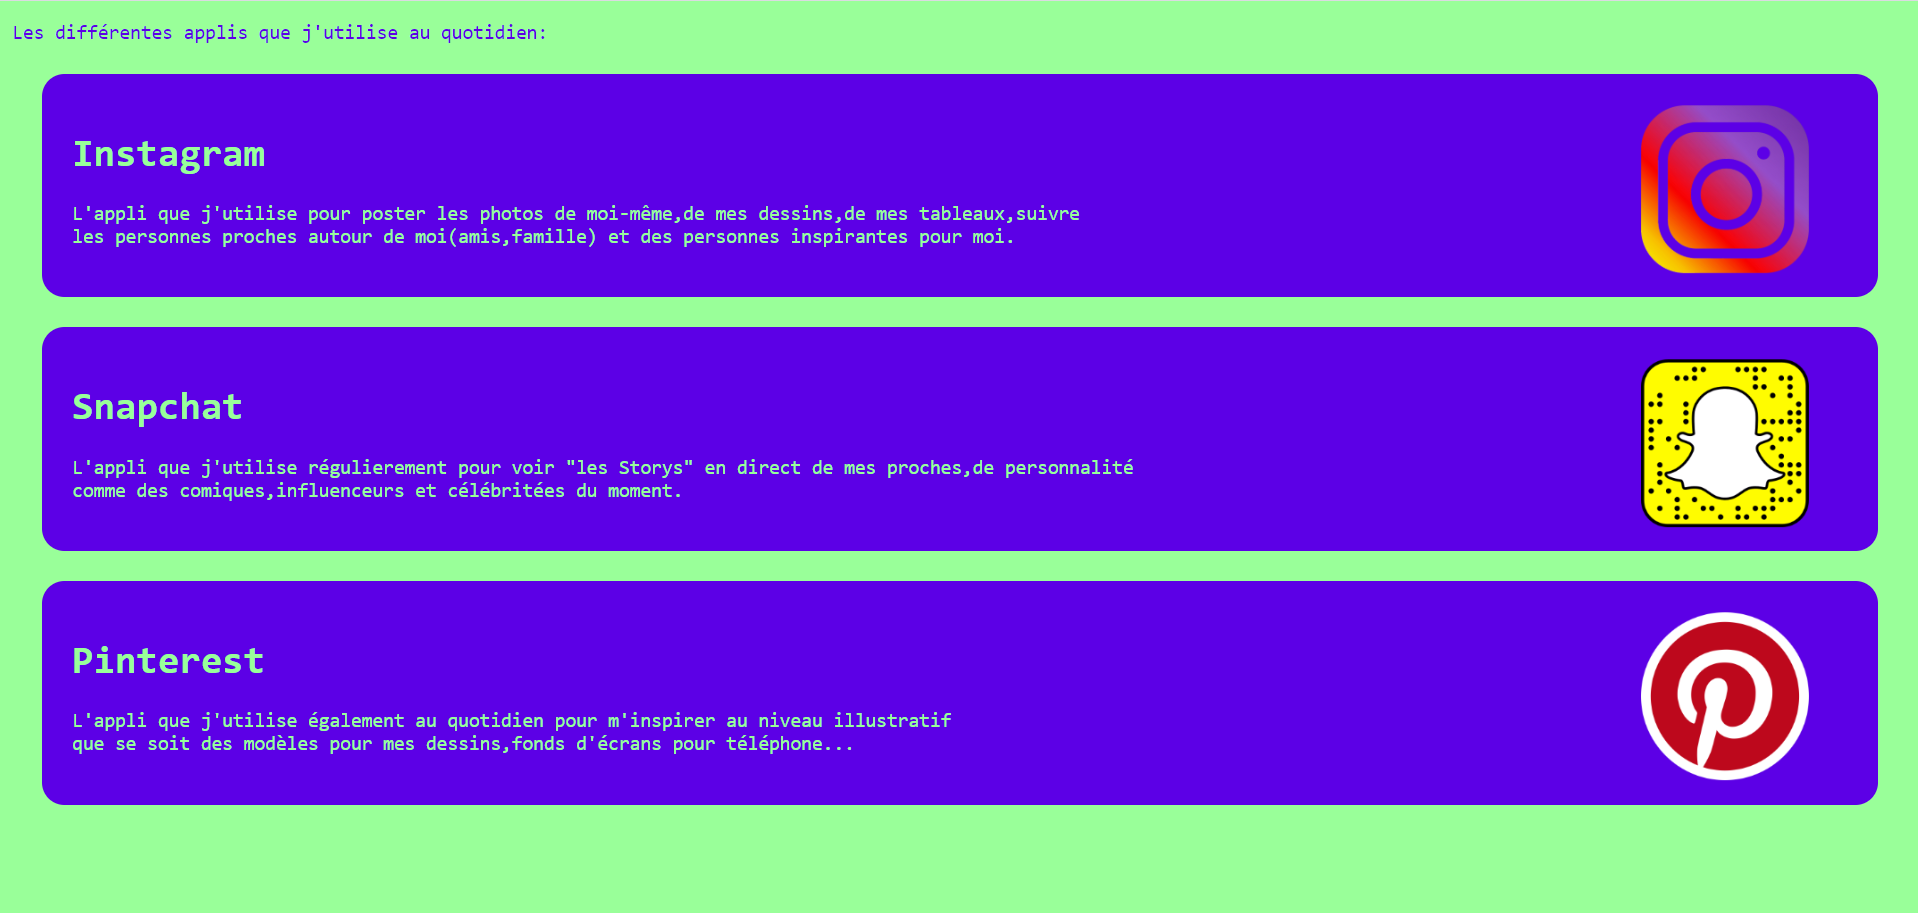 Les différentes applis que j'utilise au quotidien:
Instagram
L'appli que j'utilise pour poster les photos de moi-même,de mes dessins,de mes tableaux,suivre
les personnes proches autour de moi(amis,famille) et des personnes inspirantes pour moi.
Snapchat
L'appli que j'utilise régulierement pour voir "les Storys" en direct de mes proches,de personnalité
comme des comiques,influenceurs et célébritées du moment.
Pinterest
L'appli que j'utilise également au quotidien pour m'inspirer au niveau illustratif
que se soit des modèles pour mes dessins,fonds d'écrans pour téléphone...